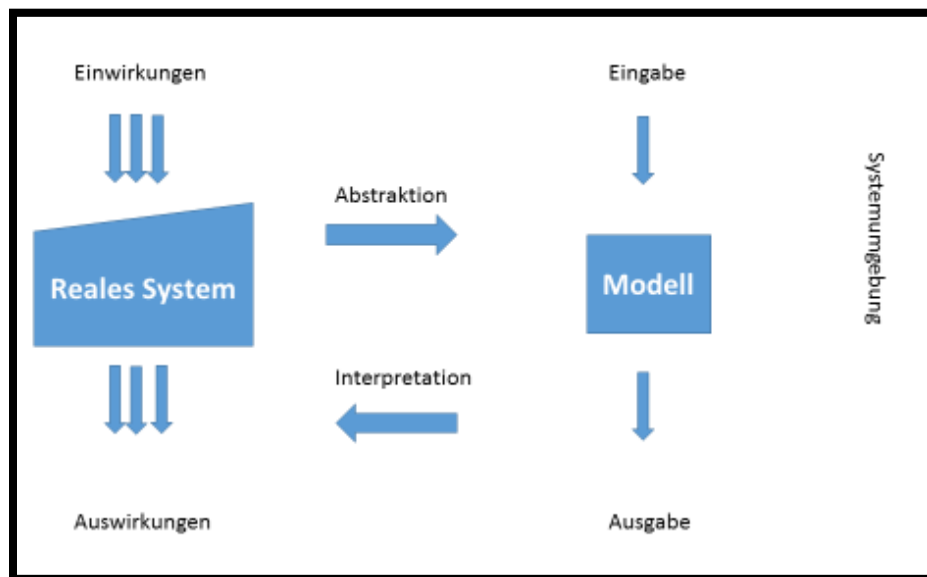 Einwirkungen
Eingabe
Systemumgebung
Abstraktion
Reales System
Modell
Interpretation
Auswirkungen
Ausgabe